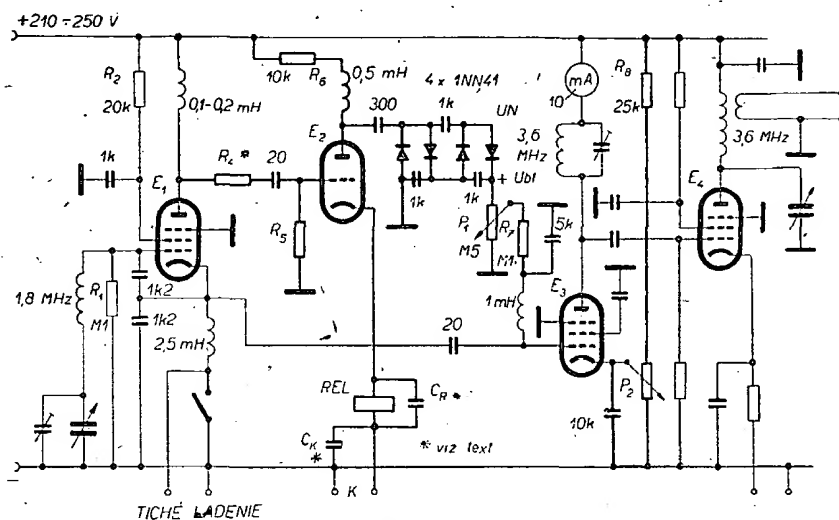 +210 ÷ 250 V
R2
20k
0,1-0,2 mH
10k
R6
0,5 mH
4 x 1NN41
300
1k
UN
10
mA
3,6 MHz
R8
25k
3,6 MHz
1k
E1
R4 *
20
E2
+ Ub1
1k
1k
P1
M5
R7
M1
5k
E4
R5
1,8 MHz
R1
M1
1k2
1k2
2,5 mH
20
1 mH
E3
REL
CR *
P2
10k
CK
*
* viz text
K
TICHÉ LADENIE